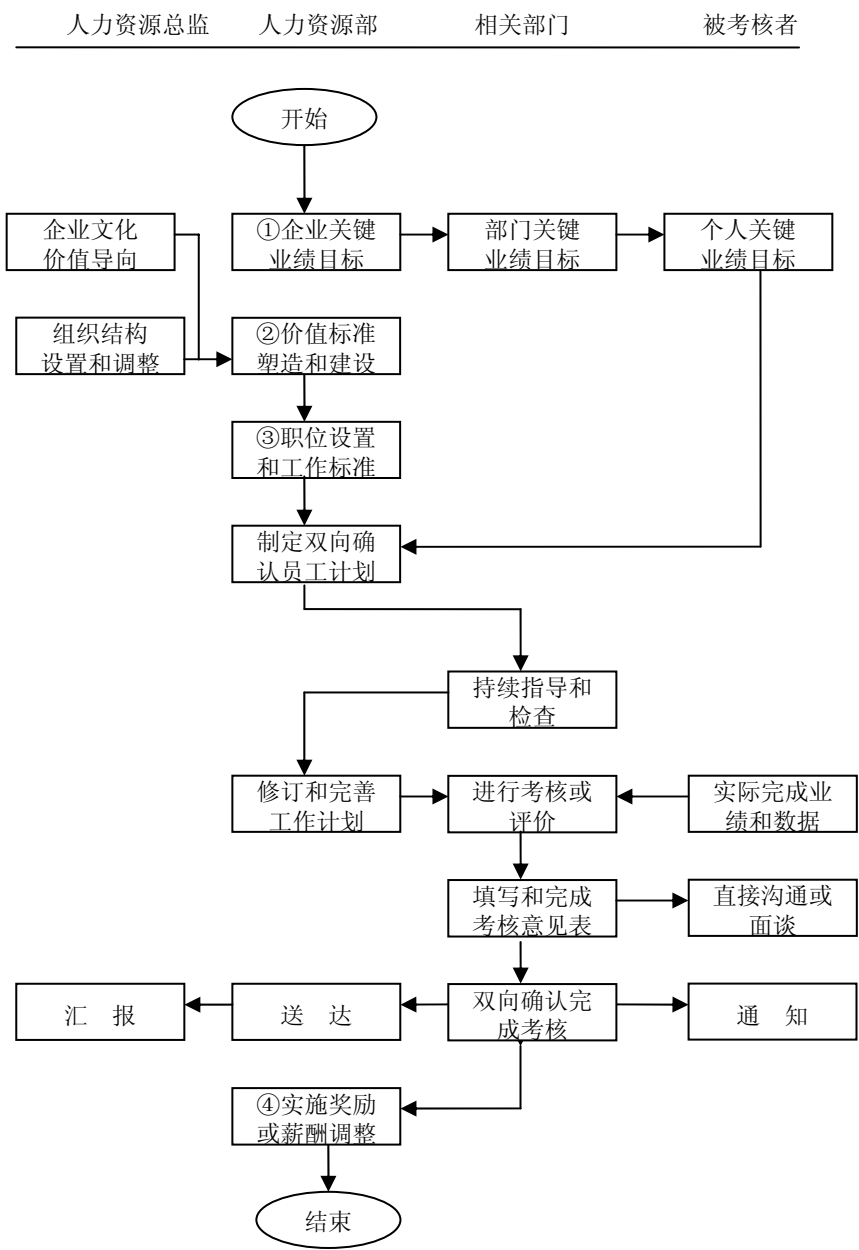 人力资源总监 人力资源部 相关部门 被考核者
开始
企业文化
价值导向
①企业关键
业绩目标
部门关键
业绩目标
个人关键
业绩目标
组织结构
设置和调整
②价值标准
塑造和建设
③职位设置
和工作标准
制定双向确
认员工计划
持续指导和
检查
修订和完善
工作计划
进行考核或
评价
实际完成业
绩和数据
填写和完成
考核意见表
直接沟通或
面谈
汇 报
送 达
双向确认完
成考核
通 知
④实施奖励
或薪酬调整
结束